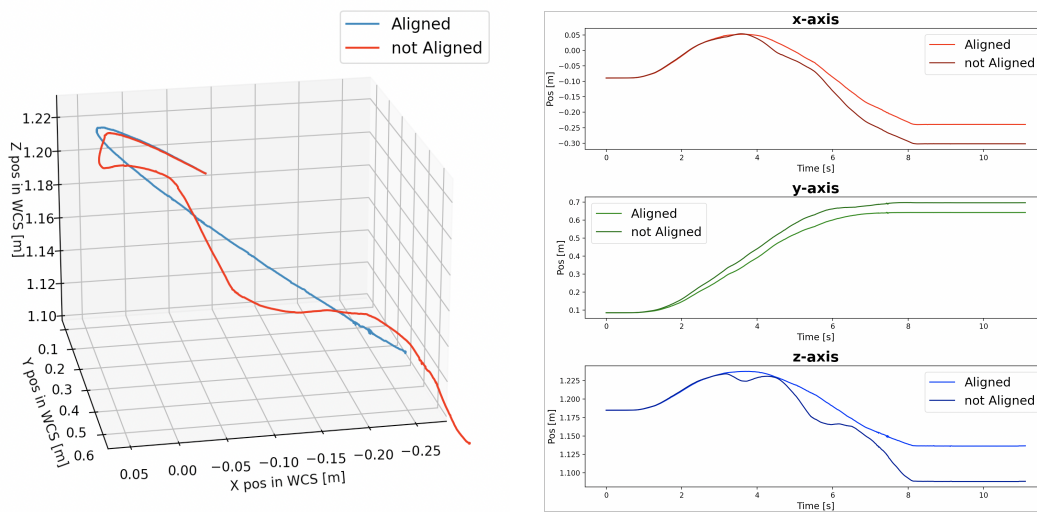 Aligned
not Aligned
1.22
1.20
1.18
1.16
1.14
1.12
1.10
Z pos in WCS [m]
0.1
0.2
0.3
0.4
0.5
0.6
Y pos in WCS [m]
0.05 0.00 −0.05 −0.10 −0.15 −0.20 −0.25
X pos in WCS [m]
x-axis
Aligned
not Aligned
0.05
0.00
−0.05
−0.10
−0.15
−0.20
−0.25
−0.30
Pos [m]
0 2 4 6 8 10
Time [s]
y-axis
Aligned
not Aligned
0.7
0.6
0.5
0.4
0.3
0.2
0.1
Pos [m]
0 2 4 6 8 10
Time [s]
z-axis
Aligned
not Aligned
1.225
1.200
1.175
1.150
1.125
1.100
Pos [m]
0 2 4 6 8 10
Time [s]